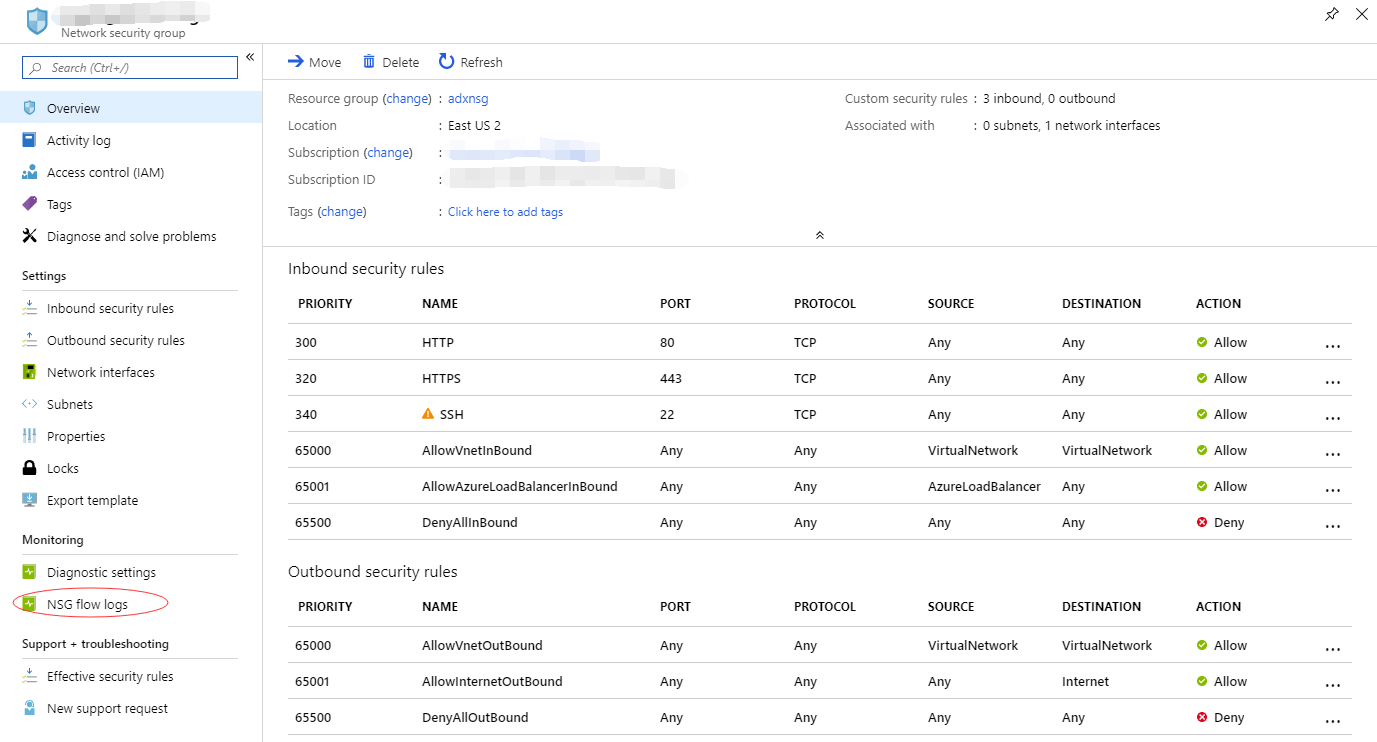 Network security group
Search (Ctrl+/)
«
Overview
Activity log
Access control (IAM)
Tags
Diagnose and solve problems
Settings
Inbound security rules
Outbound security rules
Network interfaces
Subnets
Properties
Locks
Export template
Monitoring
Diagnostic settings
NSG flow logs
Support + troubleshooting
Effective security rules
New support request
Move Delete Refresh
Resource group (change) : adxnsg
Location : East US 2
Subscription (change) :
Subscription ID :
Tags (change) : Click here to add tags
Custom security rules : 3 inbound, 0 outbound
Associated with : 0 subnets, 1 network interfaces
Inbound security rules
PRIORITY NAME PORT PROTOCOL SOURCE DESTINATION ACTION
300 HTTP 80 TCP Any Any Allow ...
320 HTTPS 443 TCP Any Any Allow ...
340 SSH 22 TCP Any Any Allow ...
65000 AllowVnetInBound Any Any VirtualNetwork VirtualNetwork Allow ...
65001 AllowAzureLoadBalancerInBound Any Any AzureLoadBalancer Any Allow ...
65500 DenyAllInBound Any Any Any Any Deny ...
Outbound security rules
PRIORITY NAME PORT PROTOCOL SOURCE DESTINATION ACTION
65000 AllowVnetOutBound Any Any VirtualNetwork VirtualNetwork Allow ...
65001 AllowInternetOutBound Any Any Any Internet Allow ...
65500 DenyAllOutBound Any Any Any Any Deny ...